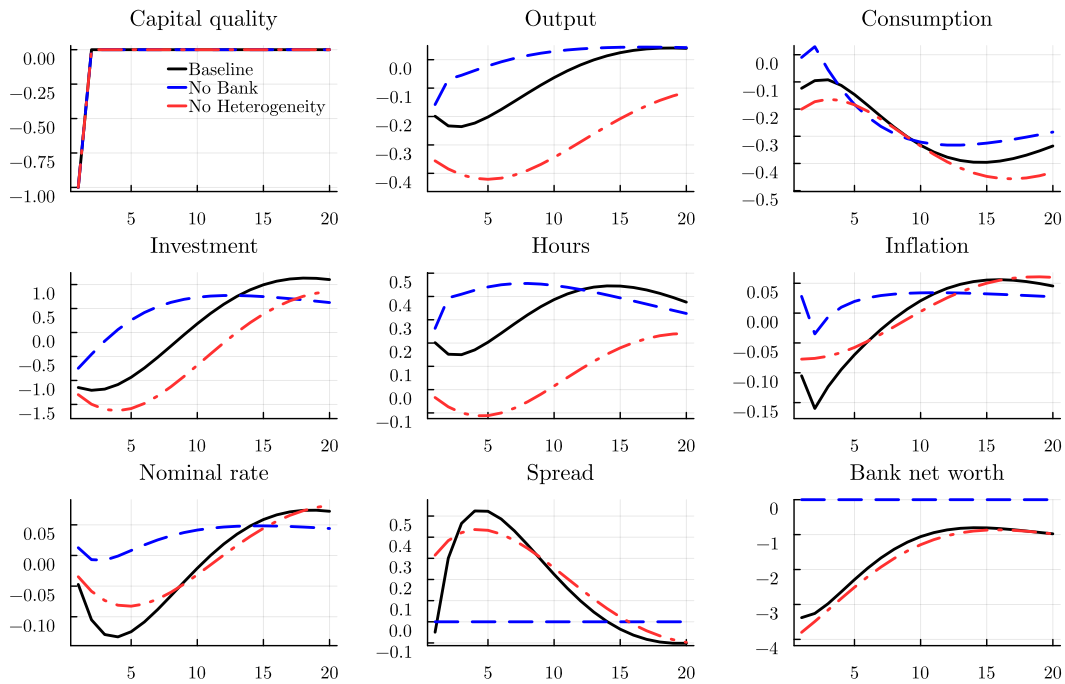 Capital quality
0.00
−0.25
−0.50
−0.75
−1.00
Baseline
No Bank
No Heterogeneity
5 10 15 20
Output
0.0
−0.1
−0.2
−0.3
−0.4
5 10 15 20
Consumption
0.0
−0.1
−0.2
−0.3
−0.4
−0.5
5 10 15 20
Investment
1.0
0.5
0.0
−0.5
−1.0
−1.5
5 10 15 20
Hours
0.5
0.4
0.3
0.2
0.1
0.0
−0.1
5 10 15 20
Inflation
0.05
0.00
−0.05
−0.10
−0.15
5 10 15 20
Nominal rate
0.05
0.00
−0.05
−0.10
5 10 15 20
Spread
0.5
0.4
0.3
0.2
0.1
0.0
−0.1
5 10 15 20
Bank net worth
0
−1
−2
−3
−4
5 10 15 20